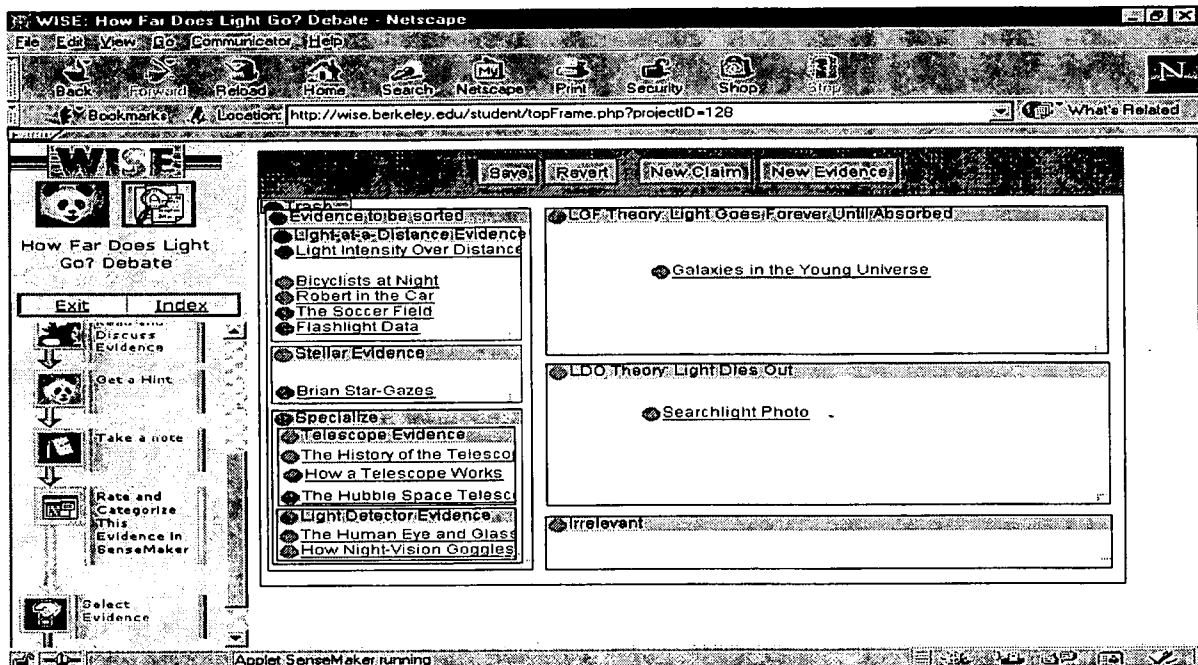 WISE: How Far Does Light Go? Debate - Netscape
File Edit View Go Communicator Help
Back Forward Reload Home Search Netscape Print Security Shop Stop
Bookmarks Location: http://wise.berkeley.edu/student/topFrame.php?projectID=128 What's Related
WISE
How Far Does Light
Go? Debate
Exit Index
Discuss
Evidence
Get a Hint
Take a note
Rate and
Categorize
This
Evidence In
SenseMaker
Select
Evidence
Save Revert New Claim New Evidence
Trash
Evidence to be sorted
Light-at-a-Distance Evidence
Light Intensity Over Distance
Bicyclists at Night
Robert in the Car
The Soccer Field
Flashlight Data
Stellar Evidence
Brian Star-Gazes
Specialize
Telescope Evidence
The History of the Telesco
How a Telescope Works
The Hubble Space Telesc
Light Detector Evidence
The Human Eye and Glass
How Night-Vision Goggles
LGF Theory: Light Goes Forever Until Absorbed
Galaxies in the Young Universe
LDO Theory: Light Dies Out
Searchlight Photo
Irrelevant
Applet SenseMaker running